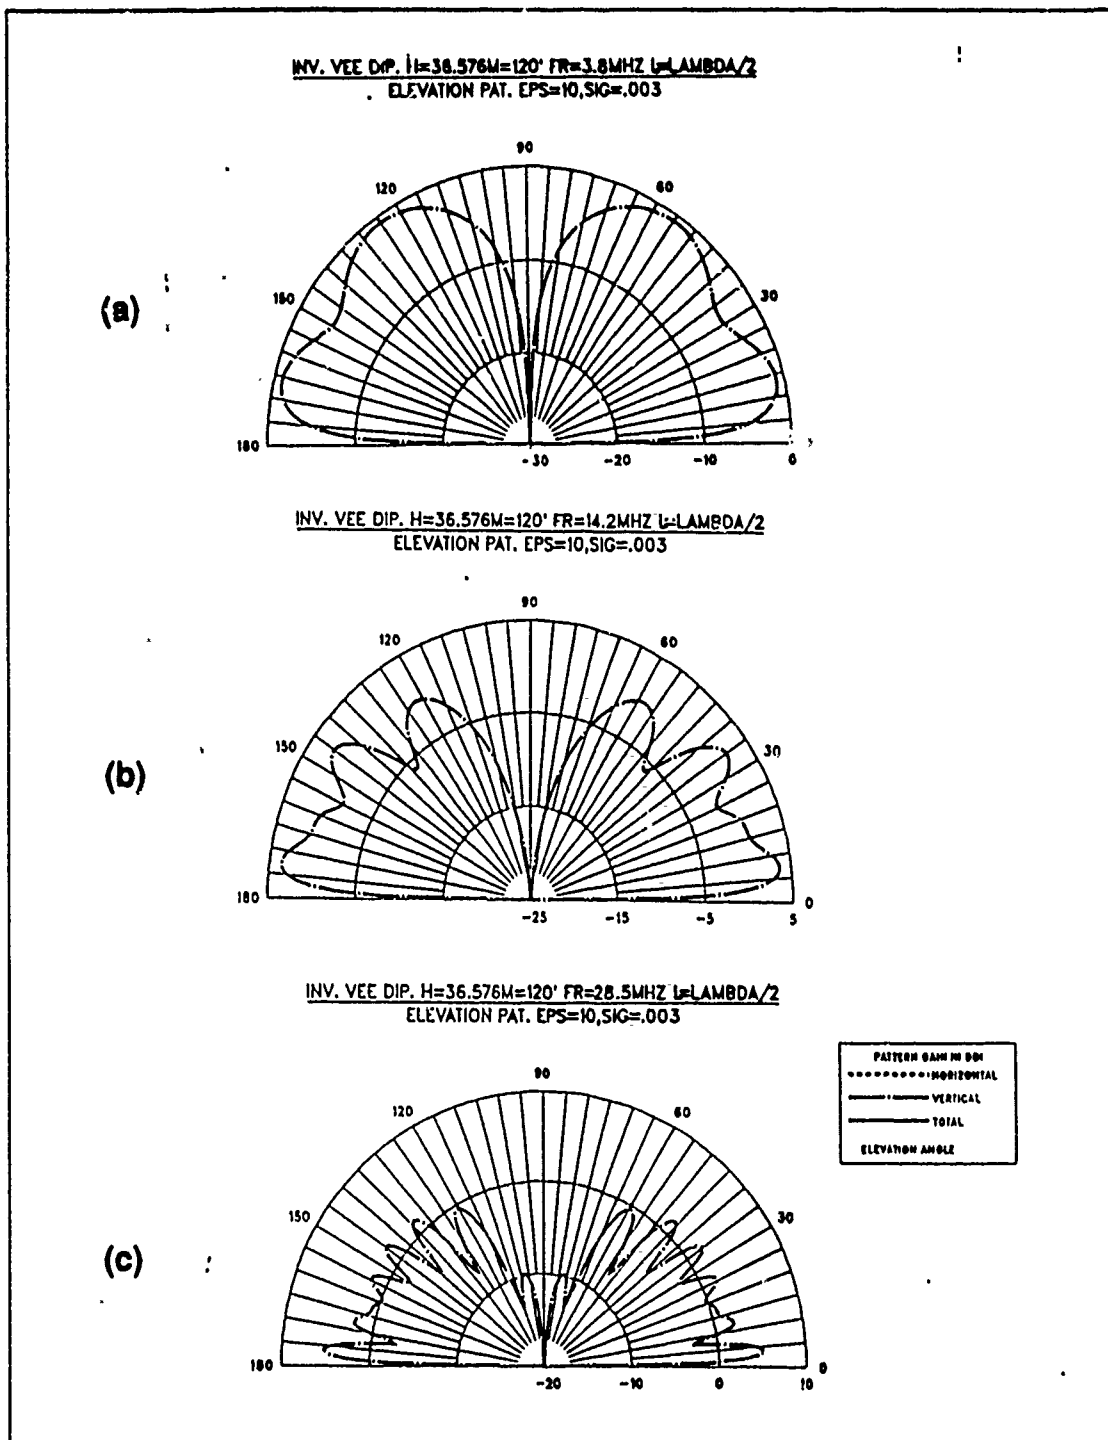 INV. VEE DIP. H=36.576M=120' FR=3.8MHZ L=LAMBDA/2
ELEVATION PAT. EPS=10,SIG=.003
90
120
60
150
30
(a)
180
-30
-20
-10
0
INV. VEE DIP. H=36.576M=120' FR=14.2MHZ L=LAMBDA/2
ELEVATION PAT. EPS=10,SIG=.003
90
120
60
150
30
(b)
180
0
-25
-15
-5
5
INV. VEE DIP. H=36.576M=120' FR=28.5MHZ L=LAMBDA/2
ELEVATION PAT. EPS=10,SIG=.003
PATTERN GAIN IN DBI
HORIZONTAL
VERTICAL
TOTAL
ELEVATION ANGLE
90
120
60
150
30
(c)
180
0
-20
-10
0
10